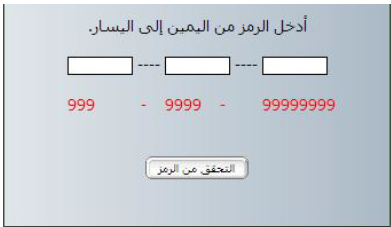 أدخل الرمز من اليمين إلى اليسار.
---- ----
999 - 9999 - 99999999
التحقق من الرمز